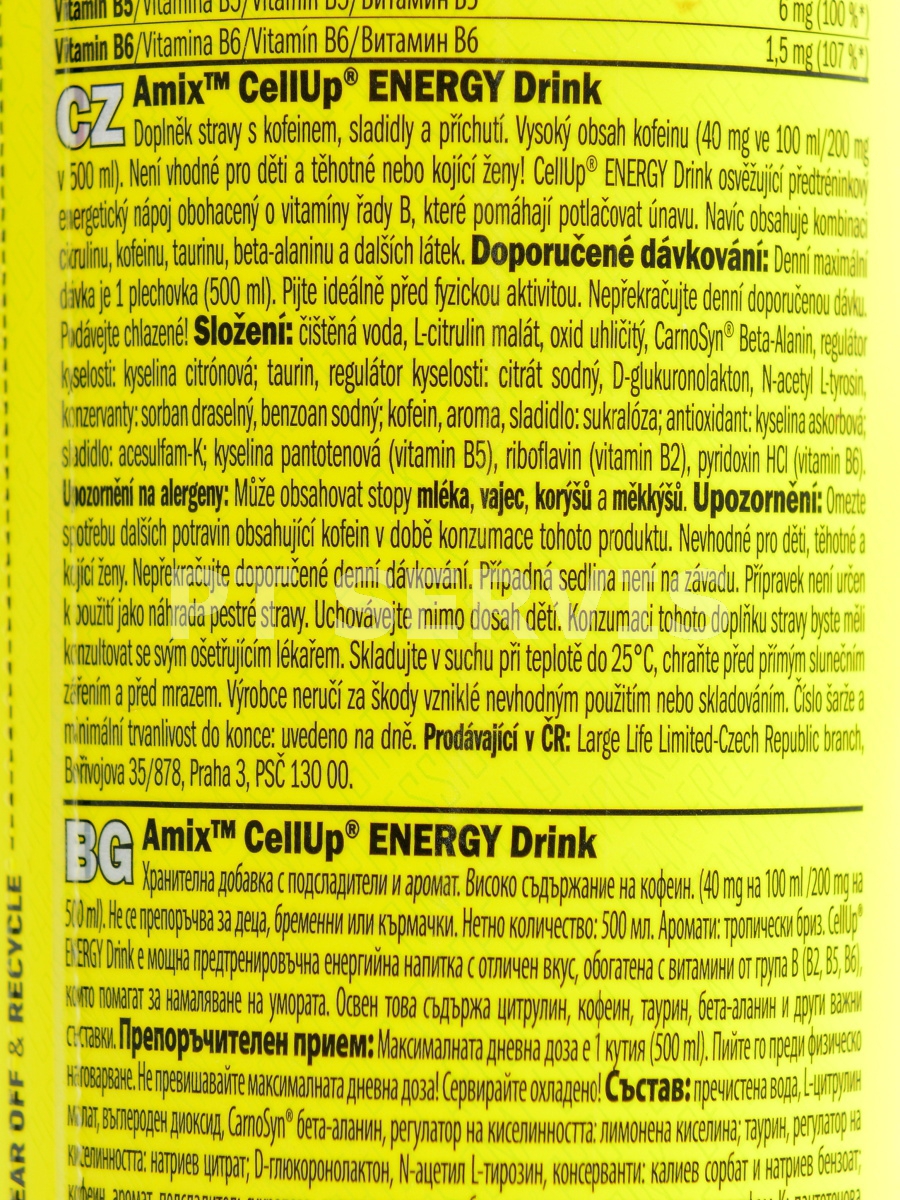 Vitamin B5/Vitamina B5/Vitamín B5/Витамин B5 6 mg (100 %*)
Vitamin B6/Vitamina B6/Vitamín B6/Витамин B6 1,5 mg (107 %*)
CZ Amix™ CellUp® ENERGY Drink
Doplněk stravy s kofeinem, sladidly a příchutí. Vysoký obsah kofeinu (40 mg ve 100 ml/200 mg
v 500 ml). Není vhodné pro děti a těhotné nebo kojící ženy! CellUp® ENERGY Drink osvěžující předtréninkový
energetický nápoj obohacený o vitamíny řady B, které pomáhají potlačovat únavu. Navíc obsahuje kombinaci
citrulinu, kofeinu, taurinu, beta-alaninu a dalších látek. Doporučené dávkování: Denní maximální
dávka je 1 plechovka (500 ml). Pijte ideálně před fyzickou aktivitou. Nepřekračujte denní doporučenou dávku.
Podávejte chlazené! Složení: čištěná voda, L-citrulin malát, oxid uhličitý, CarnoSyn® Beta-Alanin, regulátor
kyselosti: kyselina citrónová; taurin, regulátor kyselosti: citrát sodný, D-glukuronolakton, N-acetyl L-tyrosin,
konzervanty: sorban draselný, benzoan sodný; kofein, aroma, sladidlo: sukralóza; antioxidant: kyselina askorbová;
sladidlo: acesulfam-K; kyselina pantotenová (vitamin B5), riboflavin (vitamin B2), pyridoxin HCl (vitamin B6).
Upozornění na alergeny: Může obsahovat stopy mléka, vajec, korýšů a měkkýšů. Upozornění: Omezte
spotřebu dalších potravin obsahující kofein v době konzumace tohoto produktu. Nevhodné pro děti, těhotné a
kojící ženy. Nepřekračujte doporučené denní dávkování. Případná sedlina není na závadu. Přípravek není určen
k použití jako náhrada pestré stravy. Uchovávejte mimo dosah dětí. Konzumaci tohoto doplňku stravy byste měli
konzultovat se svým ošetřujícím lékařem. Skladujte v suchu při teplotě do 25°C, chraňte před přímým slunečním
zářením a před mrazem. Výrobce neručí za škody vzniklé nevhodným použitím nebo skladováním. Číslo šarže a
minimální trvanlivost do konce: uvedeno na dně. Prodávající v ČR: Large Life Limited-Czech Republic branch,
Bořivojova 35/878, Praha 3, PSČ 130 00.
PT SERVIS
BG Amix™ CellUp® ENERGY Drink
Хранителна добавка с подсладители и аромат. Високо съдържание на кофеин. (40 mg на 100 ml /200 mg на
500 ml). Не се препоръчва за деца, бременни или кърмачки. Нетно количество: 500 мл. Аромати: тропически бриз. CellUp®
ENERGY Drink е мощна предтренировъчна енергийна напитка с отличен вкус, обогатена с витамини от група B (B2, B5, B6),
които помагат за намаляване на умората. Освен това съдържа цитрулин, кофеин, таурин, бета-аланин и други важни
съставки. Препоръчителен прием: Максималната дневна доза е 1 кутия (500 ml). Пийте го преди физическо
натоварване. Не превишавайте максималната дневна доза! Сервирайте охладено! Състав: пречистена вода, L-цитрулин
малат, въглероден диоксид, CarnoSyn® бета-аланин, регулатор на киселинността: лимонена киселина; таурин, регулатор на
киселинността: натриев цитрат; D-глюкоронолактон, N-ацетил L-тирозин, консерванти: калиев сорбат и натриев бензоат;
EAR OFF & RECYCLE